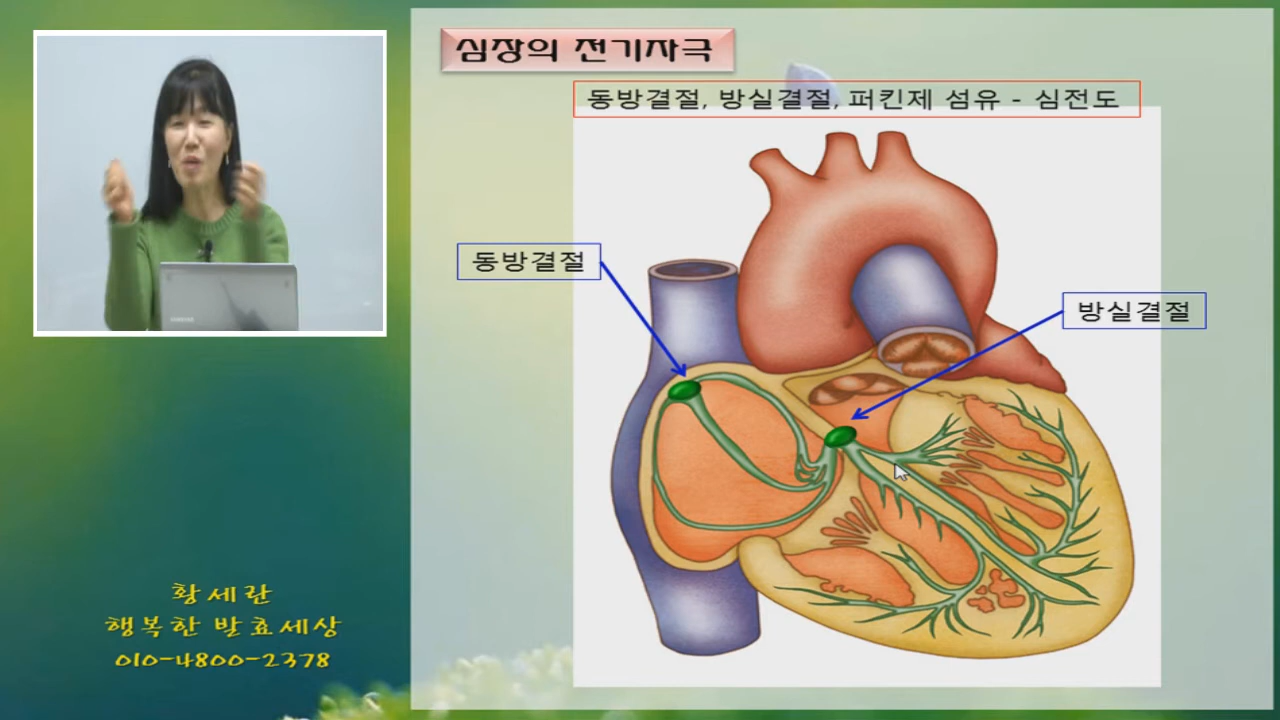 심장의 전기자극
동방결절, 방실결절, 퍼킨제 섬유 - 심전도
동방결절
방실결절
황세란
행복한 발효세상
010-4800-2378